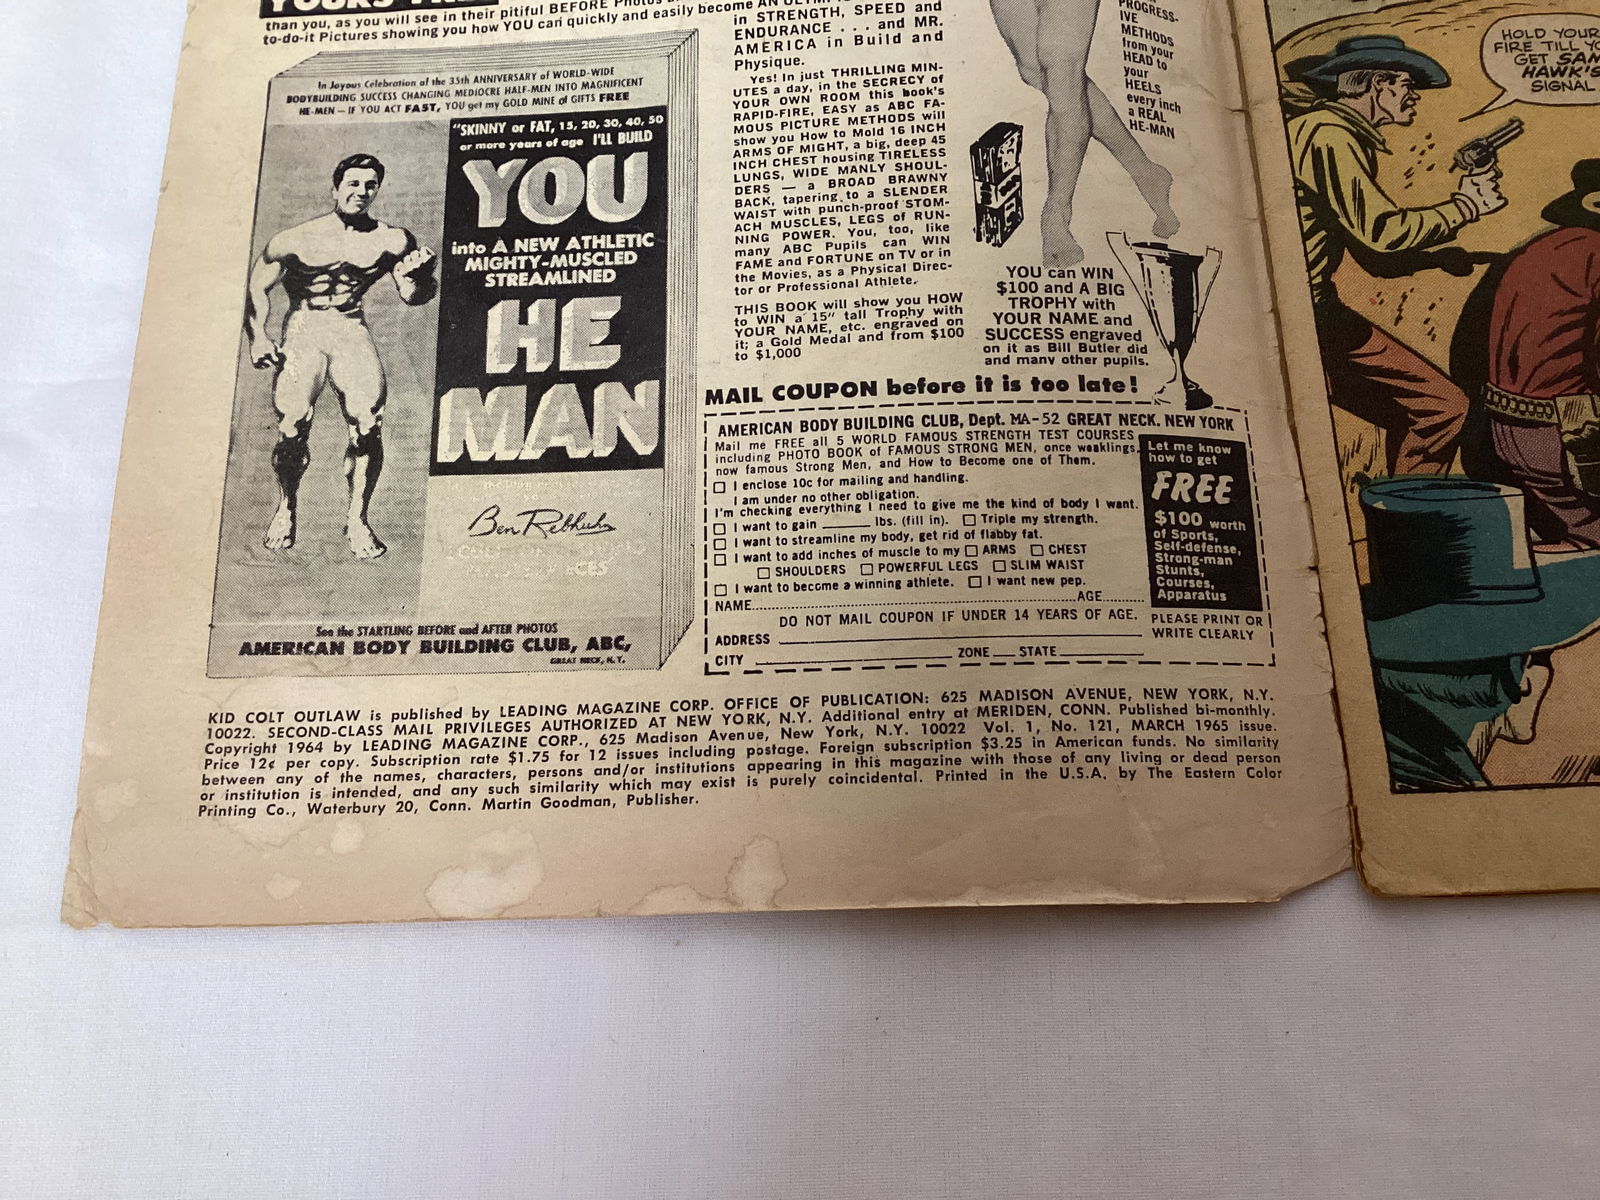 than you, as you will see in their pitiful BEFORE Photos
to-do-it Pictures showing you how YOU can quickly and easily become AN
in STRENGTH, SPEED and
ENDURANCE . . . and MR.
AMERICA in Build and
Physique.
Yes! In just THRILLING MIN-
UTES a day, in the SECRECY of
YOUR OWN ROOM this book's
RAPID-FIRE, EASY as ABC FA-
MOUS PICTURE METHODS will
show you How to Mold 16 INCH
ARMS OF MIGHT, a big, deep 45
INCH CHEST housing TIRELESS
LUNGS, WIDE MANLY SHOUL-
DERS — a BROAD BRAWNY
BACK, tapering to a SLENDER
WAIST with punch-proof STOM-
ACH MUSCLES, LEGS of RUN-
NING POWER. You, too, like
many ABC Pupils can WIN
FAME and FORTUNE on TV or in
the Movies, as a Physical Direc-
tor or Professional Athlete.
THIS BOOK will show you HOW
to WIN a 15" tall Trophy with
YOUR NAME, etc. engraved on
it; a Gold Medal and from $100
to $1,000
PROGRESS-
IVE
METHODS
from your
HEAD to
your
HEELS
every inch
a REAL
HE-MAN
YOU can WIN
$100 and A BIG
TROPHY with
YOUR NAME and
SUCCESS engraved
on it as Bill Butler did
and many other pupils.
In Joyous Celebration of the 35th ANNIVERSARY of WORLD-WIDE
BODYBUILDING SUCCESS CHANGING MEDIOCRE HALF-MEN INTO MAGNIFICENT
HE-MEN — IF YOU ACT FAST, YOU get my GOLD MINE of GIFTS FREE
"SKINNY or FAT, 15, 20, 30, 40, 50
or more years of age I'LL BUILD
YOU
into A NEW ATHLETIC
MIGHTY-MUSCLED
STREAMLINED
HE
MAN
Ben Rebhuhn
See the STARTLING BEFORE and AFTER PHOTOS
AMERICAN BODY BUILDING CLUB, ABC,
GREAT NECK, N.Y.
MAIL COUPON before it is too late!
AMERICAN BODY BUILDING CLUB, Dept. MA-52 GREAT NECK. NEW YORK
Mail me FREE all 5 WORLD FAMOUS STRENGTH TEST COURSES
including PHOTO BOOK of FAMOUS STRONG MEN, once weaklings,
now famous Strong Men, and How to Become one of Them.
I enclose 10c for mailing and handling.
I am under no other obligation.
I'm checking everything I need to give me the kind of body I want.
I want to gain ______ lbs. (fill in). Triple my strength.
I want to streamline my body, get rid of flabby fat.
I want to add inches of muscle to my ARMS CHEST
SHOULDERS POWERFUL LEGS SLIM WAIST
I want to become a winning athlete. I want new pep.
NAME AGE
DO NOT MAIL COUPON IF UNDER 14 YEARS OF AGE.
ADDRESS
CITY ZONE STATE
Let me know
how to get
FREE
$100 worth
of Sports,
Self-defense,
Strong-man
Stunts,
Courses,
Apparatus
PLEASE PRINT OR
WRITE CLEARLY
KID COLT OUTLAW is published by LEADING MAGAZINE CORP. OFFICE OF PUBLICATION: 625 MADISON AVENUE, NEW YORK, N.Y.
10022. SECOND-CLASS MAIL PRIVILEGES AUTHORIZED AT NEW YORK, N.Y. Additional entry at MERIDEN, CONN. Published bi-monthly.
Copyright 1964 by LEADING MAGAZINE CORP., 625 Madison Avenue, New York, N.Y. 10022 Vol. 1, No. 121, MARCH 1965 issue.
Price 12¢ per copy. Subscription rate $1.75 for 12 issues including postage. Foreign subscription $3.25 in American funds. No similarity
between any of the names, characters, persons and/or institutions appearing in this magazine with those of any living or dead person
or institution is intended, and any such similarity which may exist is purely coincidental. Printed in the U.S.A. by The Eastern Color
Printing Co., Waterbury 20, Conn. Martin Goodman, Publisher.
HOLD YOUR
FIRE TILL
GET SAM
HAWK'S
SIGNAL